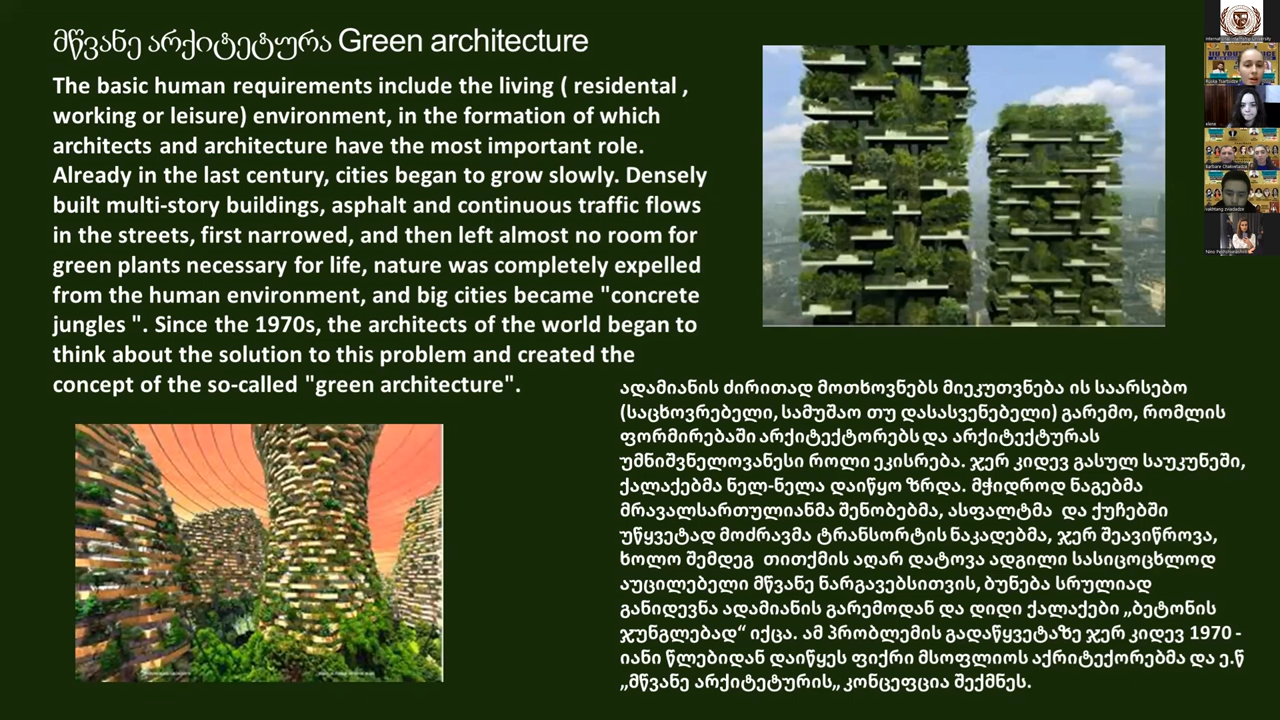 მწვანე არქიტეტურა Green architecture
The basic human requirements include the living ( residental ,
working or leisure) environment, in the formation of which
architects and architecture have the most important role.
Already in the last century, cities began to grow slowly. Densely
built multi-story buildings, asphalt and continuous traffic flows
in the streets, first narrowed, and then left almost no room for
green plants necessary for life, nature was completely expelled
from the human environment, and big cities became "concrete
jungles ". Since the 1970s, the architects of the world began to
think about the solution to this problem and created the
concept of the so-called "green architecture".
ადამიანის ძირითად მოთხოვნებს მიეკუთვნება ის საარსებო
(საცხოვრებელი, სამუშაო თუ დასასვენებელი) გარემო, რომლის
ფორმირებაში არქიტექტორებს და არქიტექტურას
უმნიშვნელოვანესი როლი ეკისრება. ჯერ კიდევ გასულ საუკუნეში,
ქალაქებმა ნელ-ნელა დაიწყო ზრდა. მჭიდროდ ნაგებმა
მრავალსართულიანმა შენობებმა, ასფალტმა და ქუჩებში
უწყვეტად მოძრავმა ტრანსორტის ნაკადებმა, ჯერ შეავიწროვა,
ხოლო შემდეგ თითქმის აღარ დატოვა ადგილი სასიცოცხლოდ
აუცილებელი მწვანე ნარგავებსითვის, ბუნება სრულიად
განიდევნა ადამიანის გარემოდან და დიდი ქალაქები „ბეტონის
ჯუნგლებად“ იქცა. ამ პრობლემის გადაწყვეტაზე ჯერ კიდევ 1970 -
იანი წლებიდან დაიწყეს ფიქრი მსოფლიოს აქრიტექორებმა და ე.წ
„მწვანე არქიტეტურის„ კონცეფცია შექმნეს.